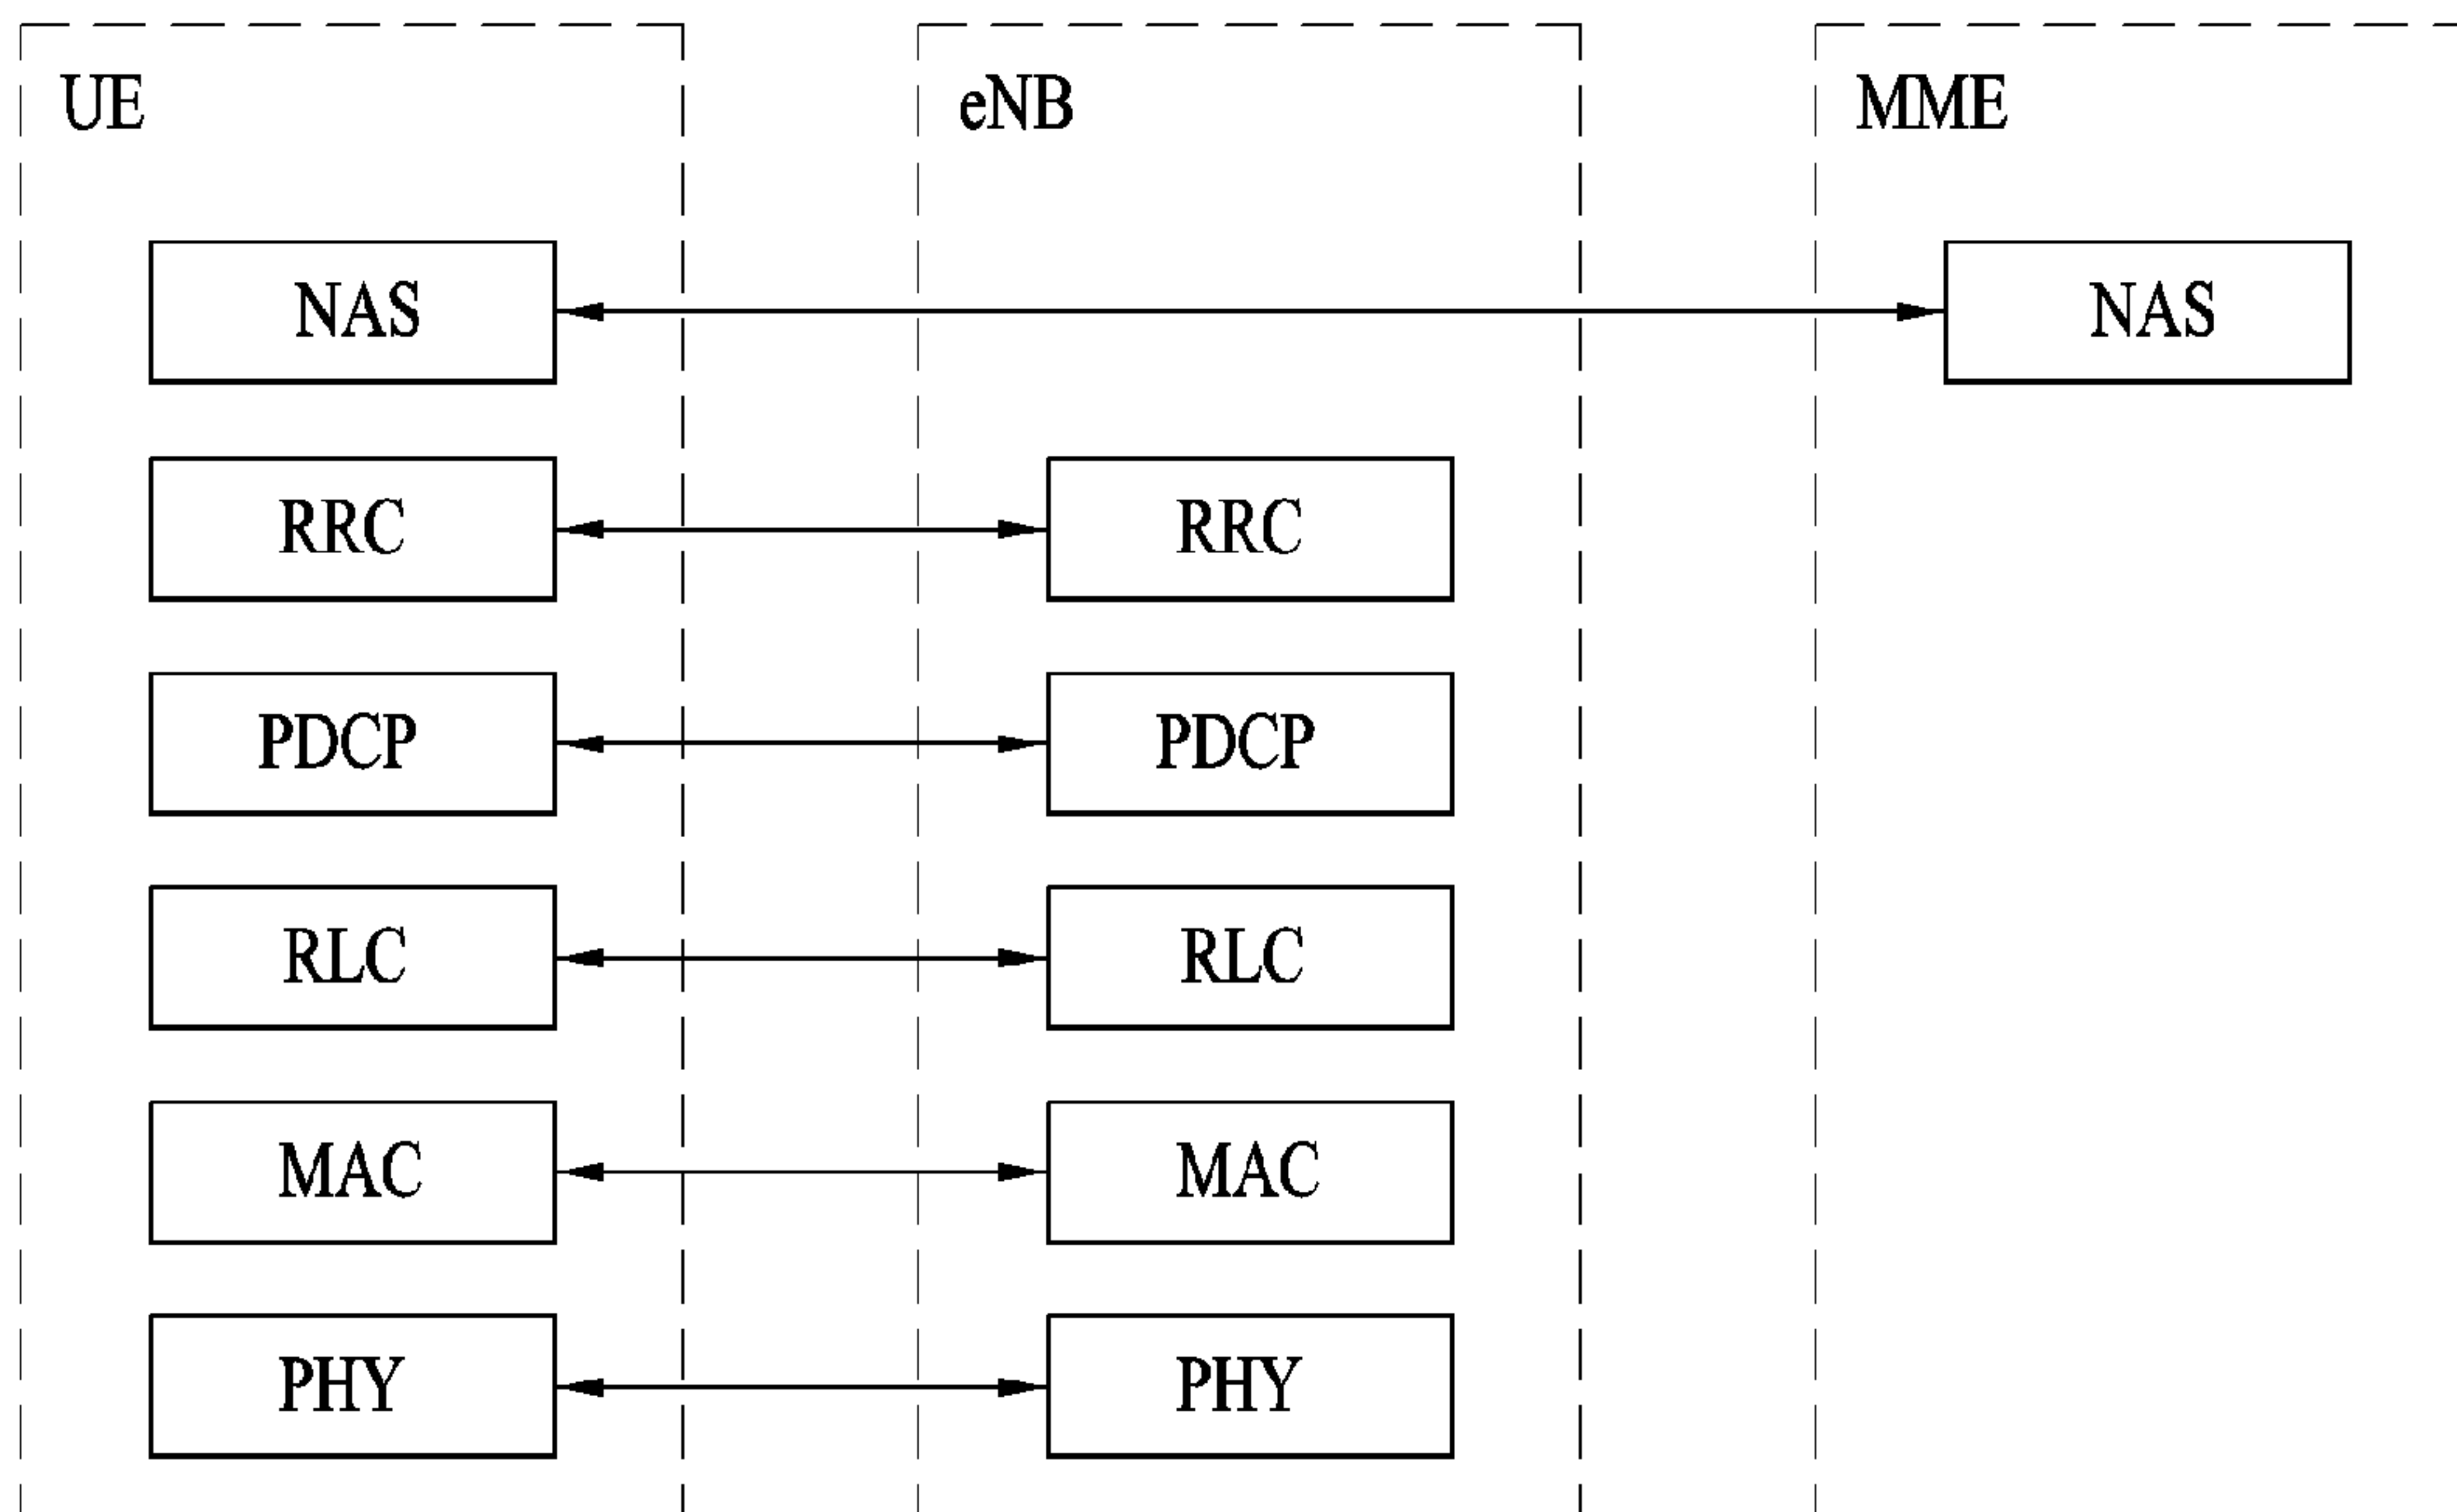 UE eNB MME
NAS NAS
RRC RRC
PDCP PDCP
RLC RLC
MAC MAC
PHY PHY